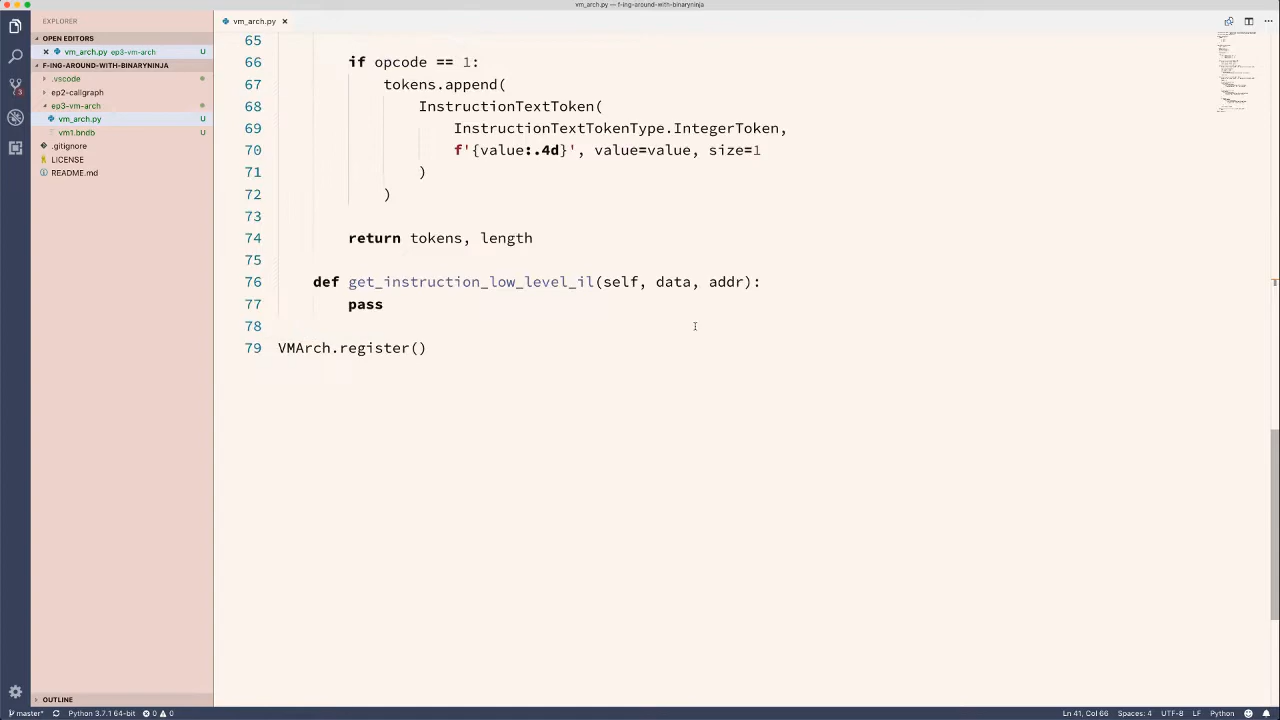 vm_arch.py — f-ing-around-with-binaryninja
EXPLORER
OPEN EDITORS
vm_arch.py ep3-vm-arch U
F-ING-AROUND-WITH-BINARYNINJA
.vscode
ep2-callgraph
ep3-vm-arch
vm_arch.py U
vm1.bndb U
.gitignore
LICENSE
README.md
OUTLINE
3
vm_arch.py
65
66 if opcode == 1:
67 tokens.append(
68 InstructionTextToken(
69 InstructionTextTokenType.IntegerToken,
70 f'{value:.4d}', value=value, size=1
71 )
72 )
73
74 return tokens, length
75
76 def get_instruction_low_level_il(self, data, addr):
77 pass
78
79 VMArch.register()
master* Python 3.7.1 64-bit 0 0 Ln 41, Col 66 Spaces: 4 UTF-8 LF Python